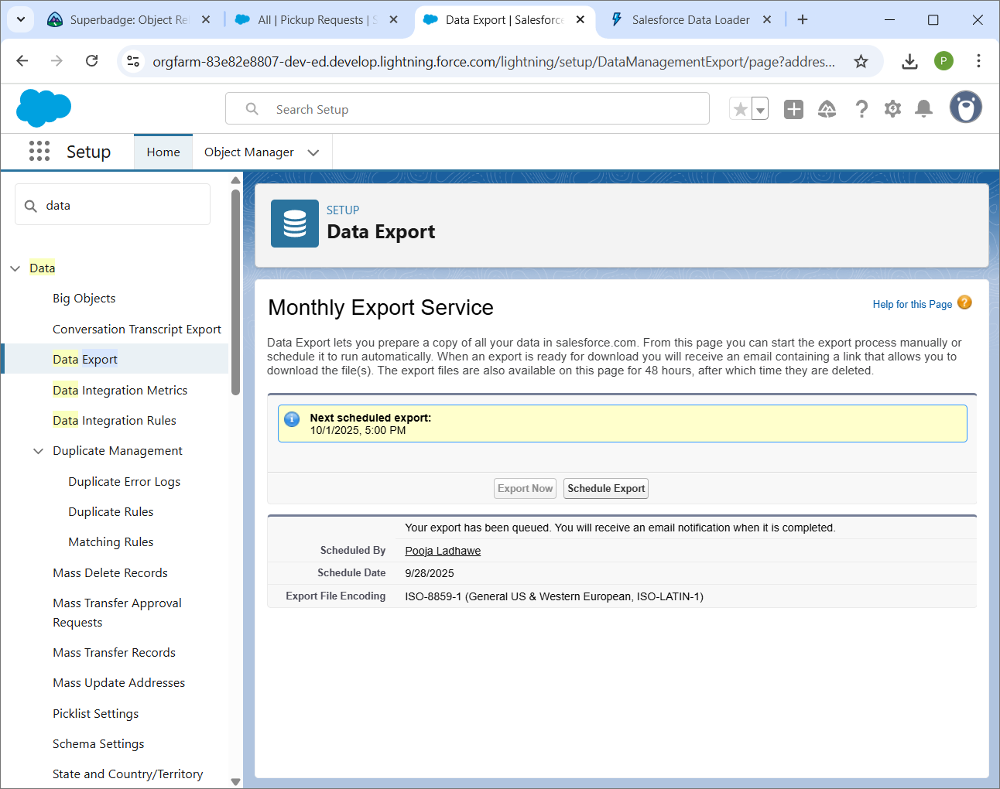 Superbadge: Object Rel
All | Pickup Requests | S
Data Export | Salesforce
Salesforce Data Loader
orgfarm-83e82e8807-dev-ed.develop.lightning.force.com/lightning/setup/DataManagementExport/page?addres...
P
Search Setup
Setup
Home
Object Manager
data
Data
Big Objects
Conversation Transcript Export
Data Export
Data Integration Metrics
Data Integration Rules
Duplicate Management
Duplicate Error Logs
Duplicate Rules
Matching Rules
Mass Delete Records
Mass Transfer Approval
Requests
Mass Transfer Records
Mass Update Addresses
Picklist Settings
Schema Settings
State and Country/Territory
SETUP
Data Export
Monthly Export Service
Help for this Page
Data Export lets you prepare a copy of all your data in salesforce.com. From this page you can start the export process manually or
schedule it to run automatically. When an export is ready for download you will receive an email containing a link that allows you to
download the file(s). The export files are also available on this page for 48 hours, after which time they are deleted.
Next scheduled export:
10/1/2025, 5:00 PM
Export Now
Schedule Export
Your export has been queued. You will receive an email notification when it is completed.
Scheduled By Pooja Ladhawe
Schedule Date 9/28/2025
Export File Encoding ISO-8859-1 (General US & Western European, ISO-LATIN-1)